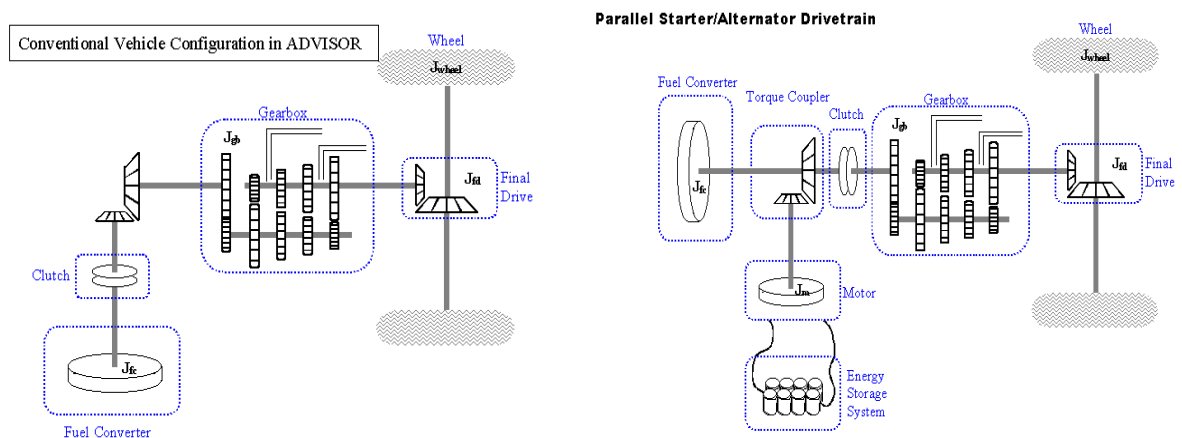 Conventional Vehicle Configuration in ADVISOR
Wheel
Jwheel
Gearbox
Jgb
Jfd
Final
Drive
Clutch
Jfc
Fuel Converter
Parallel Starter/Alternator Drivetrain
Wheel
Jwheel
Fuel Converter
Torque Coupler
Clutch
Gearbox
Jgb
Jfc
Jfd
Final
Drive
Jm
Motor
Energy
Storage
System